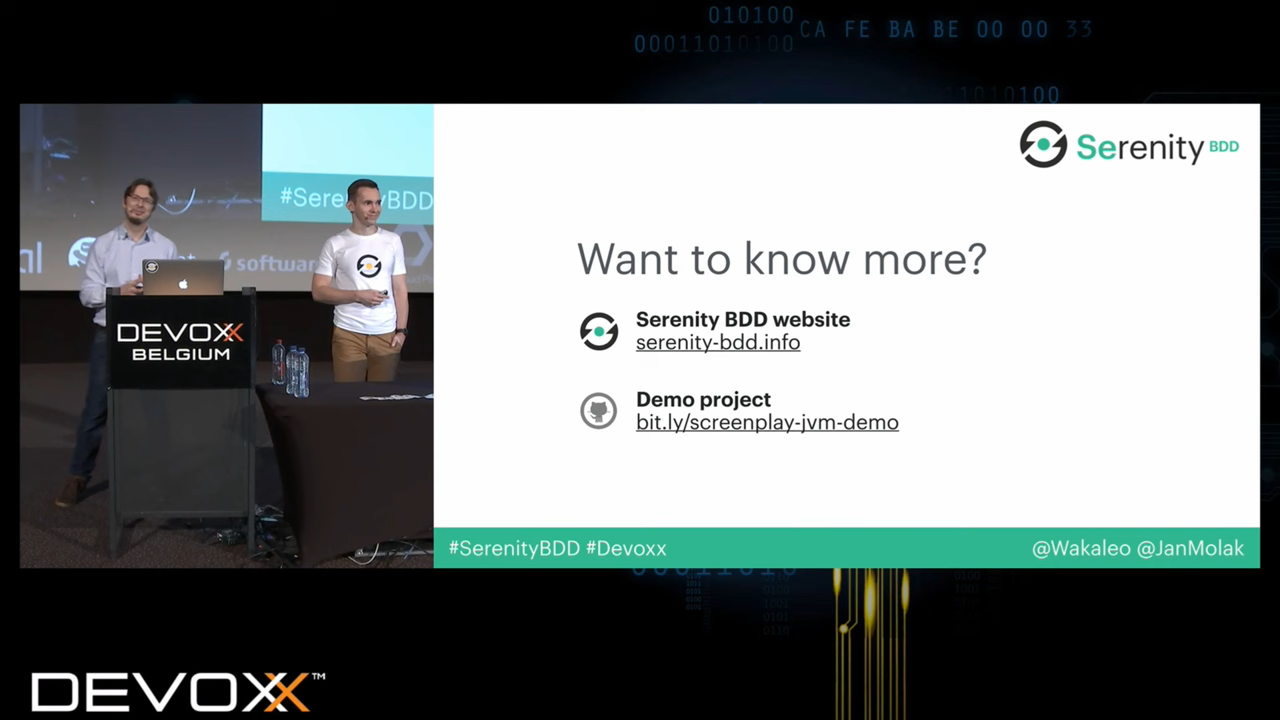 010100
00011010100
CA FE BA BE 00 00 33
1010100
Serenity BDD
#SerenityBDD
software
DEVOXX
BELGIUM
Want to know more?
Serenity BDD website
serenity-bdd.info
Demo project
bit.ly/screenplay-jvm-demo
#SerenityBDD #Devoxx
@Wakaleo @JanMolak
DEVOXX™